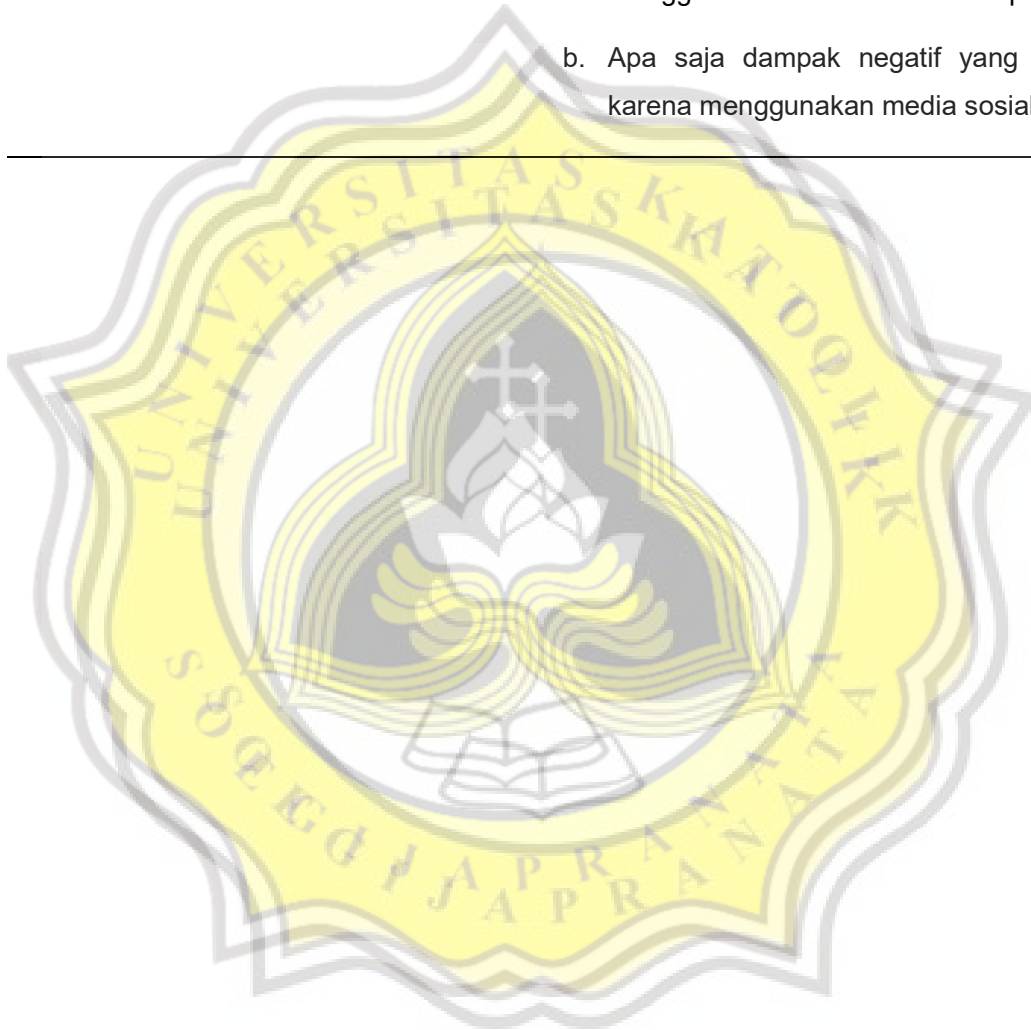 b. Apa saja dampak negatif yang
karena menggunakan media sosial
UNIVERSITAS KATOLIK
UNIVERSITAS KATOLIK
SOEGIJAPRANATA
SOEGIJAPRANATA